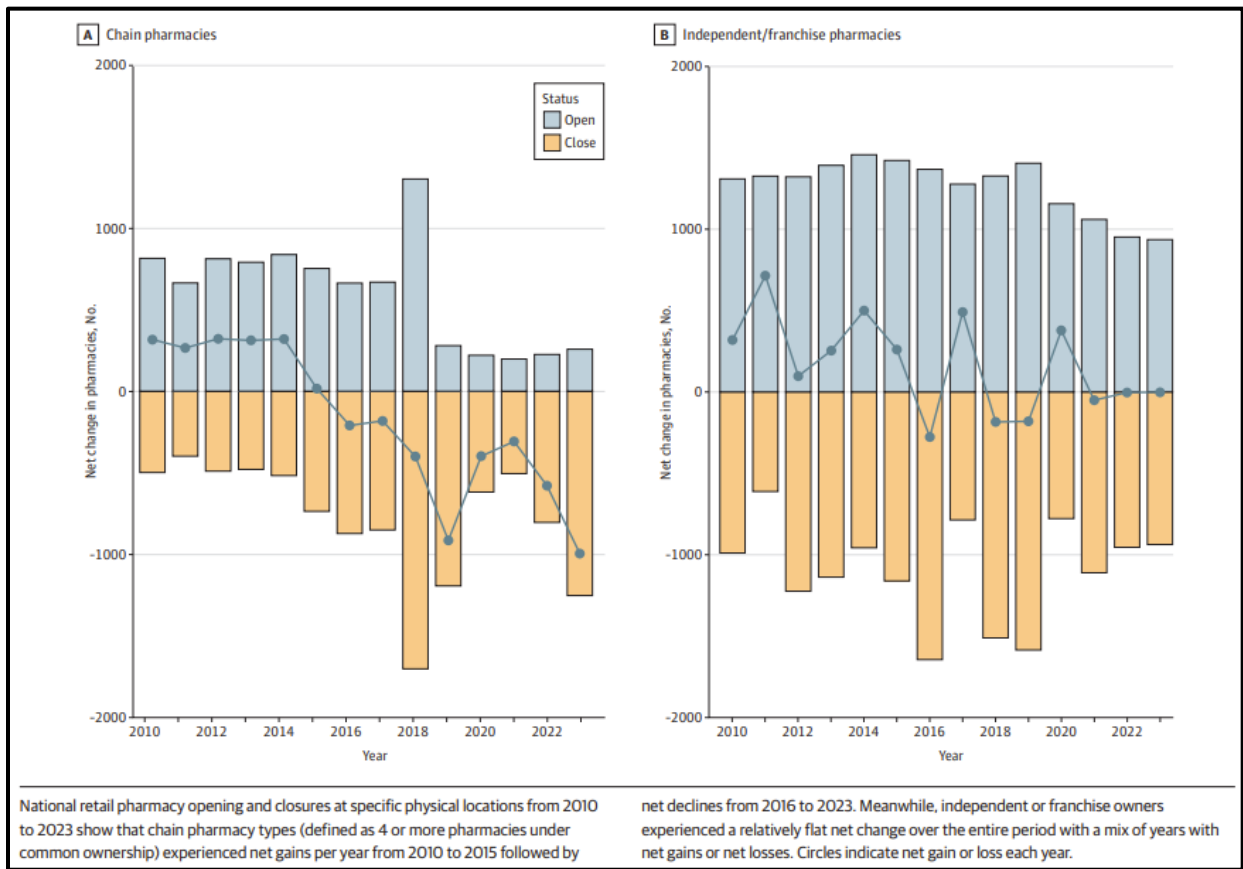 A Chain pharmacies
2000
1000
0
-1000
-2000
Net change in pharmacies, No.
Status
Open
Close
2010 2012 2014 2016 2018 2020 2022
Year
B Independent/franchise pharmacies
2000
1000
0
-1000
-2000
Net change in pharmacies, No.
2010 2012 2014 2016 2018 2020 2022
Year
National retail pharmacy opening and closures at specific physical locations from 2010
to 2023 show that chain pharmacy types (defined as 4 or more pharmacies under
common ownership) experienced net gains per year from 2010 to 2015 followed by
net declines from 2016 to 2023. Meanwhile, independent or franchise owners
experienced a relatively flat net change over the entire period with a mix of years with
net gains or net losses. Circles indicate net gain or loss each year.